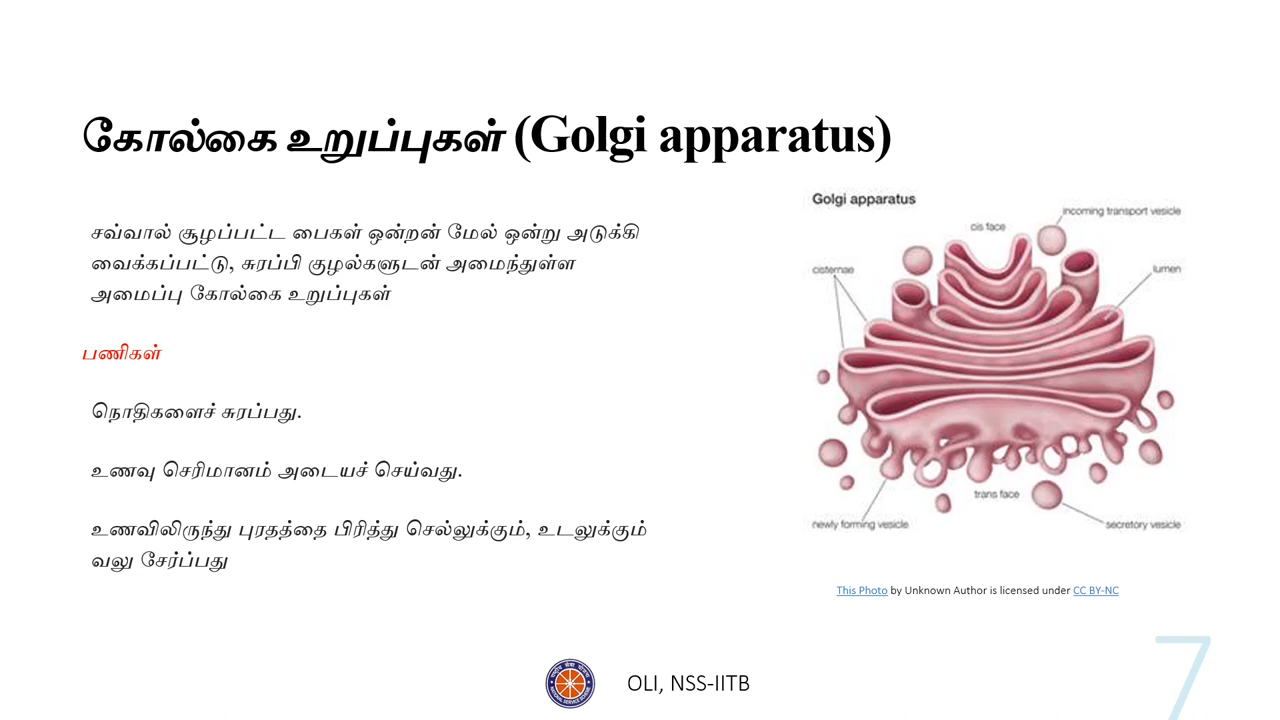 கோல்கை உறுப்புகள் (Golgi apparatus)
சவ்வால் சூழப்பட்ட பைகள் ஒன்றன் மேல் ஒன்று அடுக்கி
வைக்கப்பட்டு, சுரப்பி குழல்களுடன் அமைந்துள்ள
அமைப்பு கோல்கை உறுப்புகள்
பணிகள்
நொதிகளைச் சுரப்பது.
உணவு செரிமானம் அடையச் செய்வது.
உணவிலிருந்து புரதத்தை பிரித்து செல்லுக்கும், உடலுக்கும்
வலு சேர்ப்பது
Golgi apparatus
incoming transport vesicle
cis face
cisternae
lumen
trans face
newly forming vesicle
secretory vesicle
This Photo by Unknown Author is licensed under CC BY-NC
OLI, NSS-IITB
7